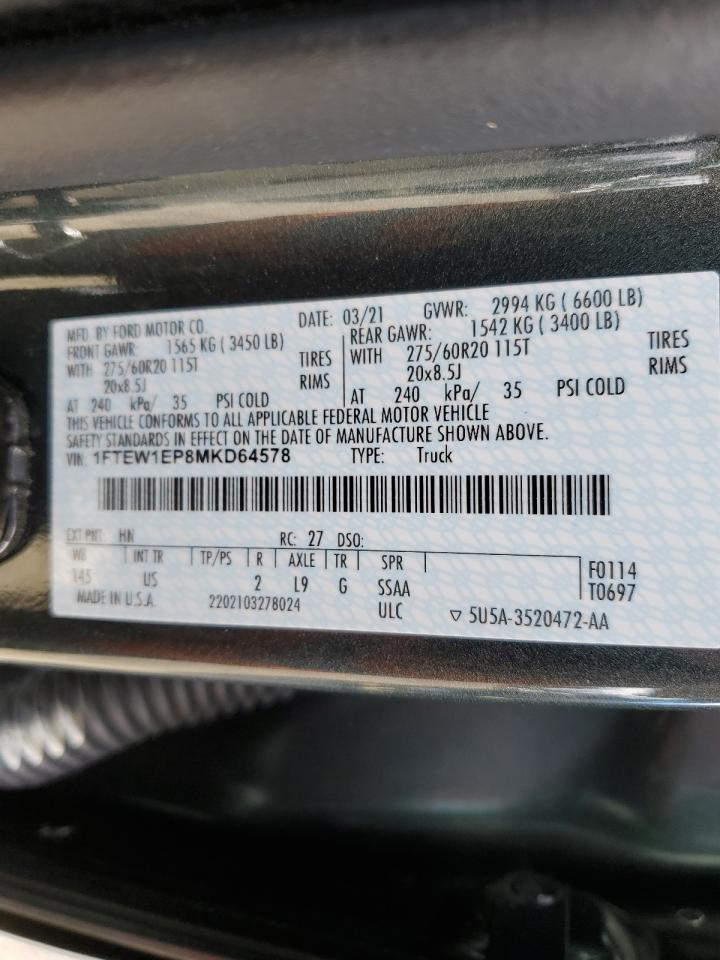 MFD. BY FORD MOTOR CO.
DATE: 03/21 GVWR: 2994 KG ( 6600 LB)
FRONT GAWR: 1565 KG ( 3450 LB) REAR GAWR: 1542 KG ( 3400 LB)
WITH 275/60R20 115T TIRES WITH 275/60R20 115T TIRES
20x8.5J RIMS 20x8.5J RIMS
AT 240 kPa/ 35 PSI COLD AT 240 kPa/ 35 PSI COLD
THIS VEHICLE CONFORMS TO ALL APPLICABLE FEDERAL MOTOR VEHICLE
SAFETY STANDARDS IN EFFECT ON THE DATE OF MANUFACTURE SHOWN ABOVE.
VIN: 1FTEW1EP8MKD64578 TYPE: Truck
EXT PNT: HN RC: 27 DSO:
WB INT TR TP/PS R AXLE TR SPR F0114
145 US 2 L9 G SSAA T0697
MADE IN U.S.A. 2202103278024 ULC ▽ 5U5A-3520472-AA